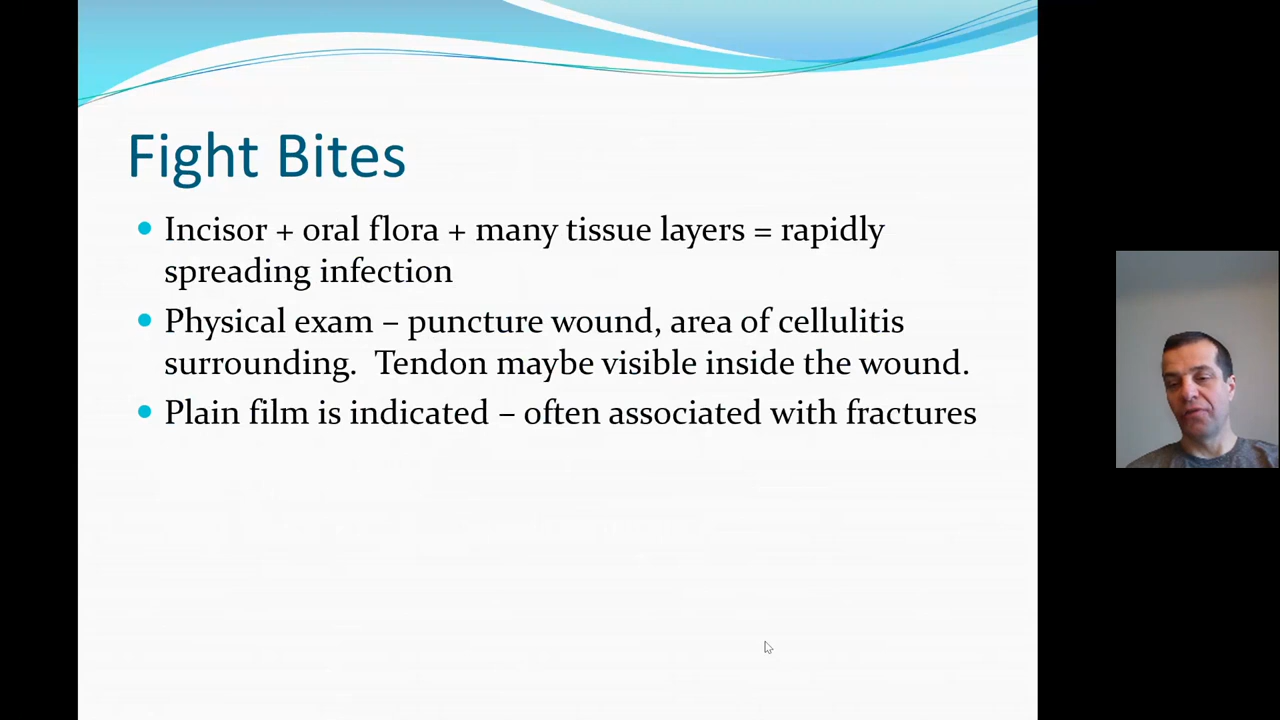 Fight Bites
Incisor + oral flora + many tissue layers = rapidly
spreading infection
Physical exam – puncture wound, area of cellulitis
surrounding.  Tendon maybe visible inside the wound.
Plain film is indicated – often associated with fractures